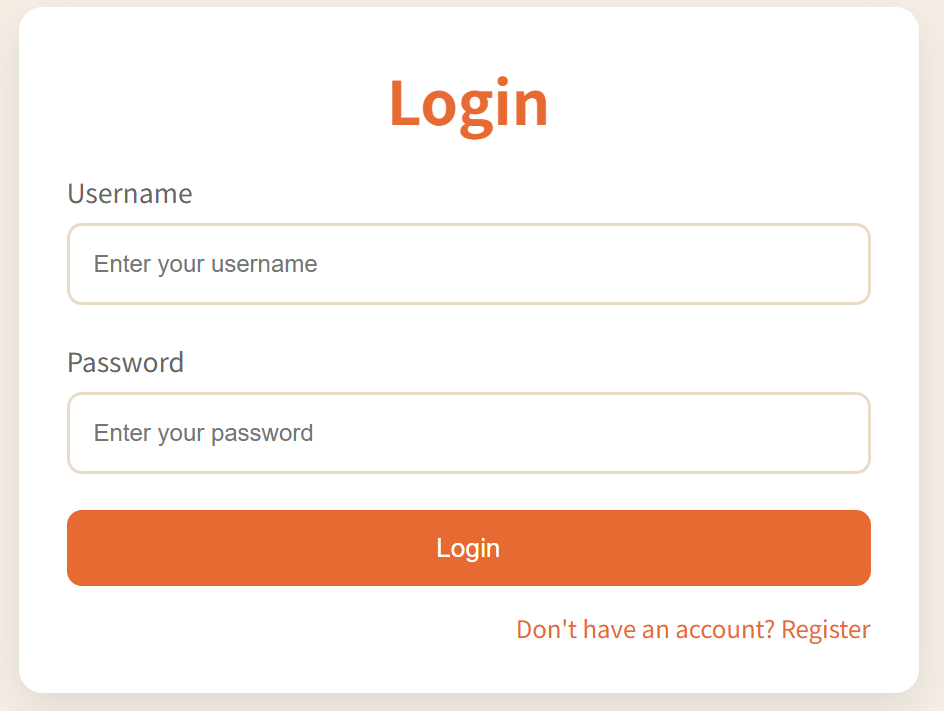 Login
Username
Enter your username
Password
Enter your password
Login
Don't have an account? Register